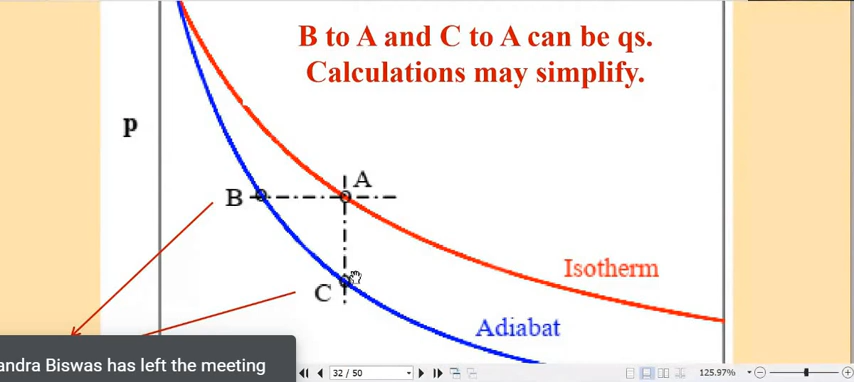 B to A and C to A can be qs.
Calculations may simplify.
p
A
B
Isotherm
C
Adiabat
andra Biswas has left the meeting
32 / 50
125.97%